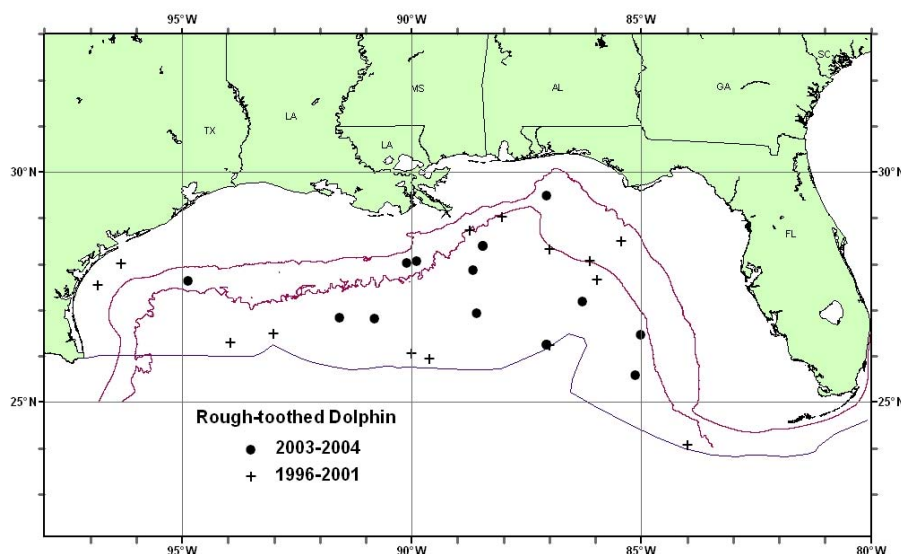 95°W 90°W 85°W
SC
MS AL GA
LA
TX
LA
30°N 30°N
FL
25°N 25°N
Rough-toothed Dolphin
2003-2004
1996-2001
95°W 90°W 85°W 80°W